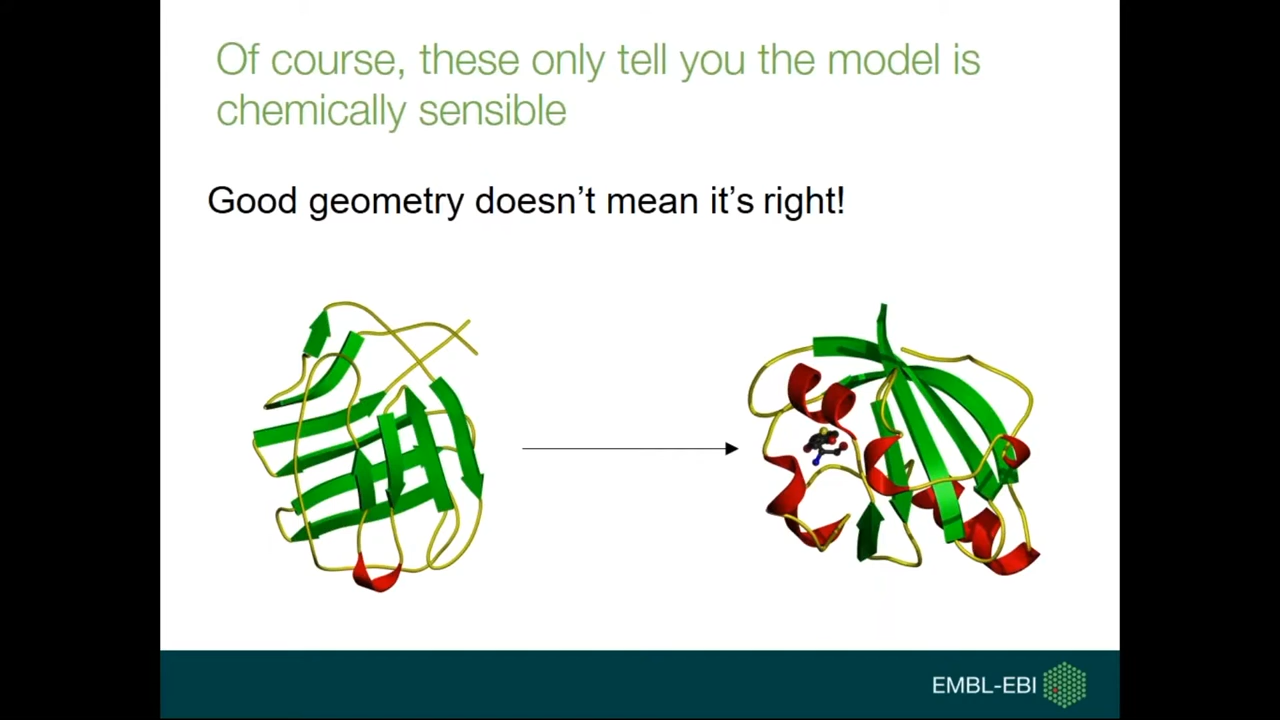 Of course, these only tell you the model is
chemically sensible
Good geometry doesn’t mean it’s right!
EMBL-EBI